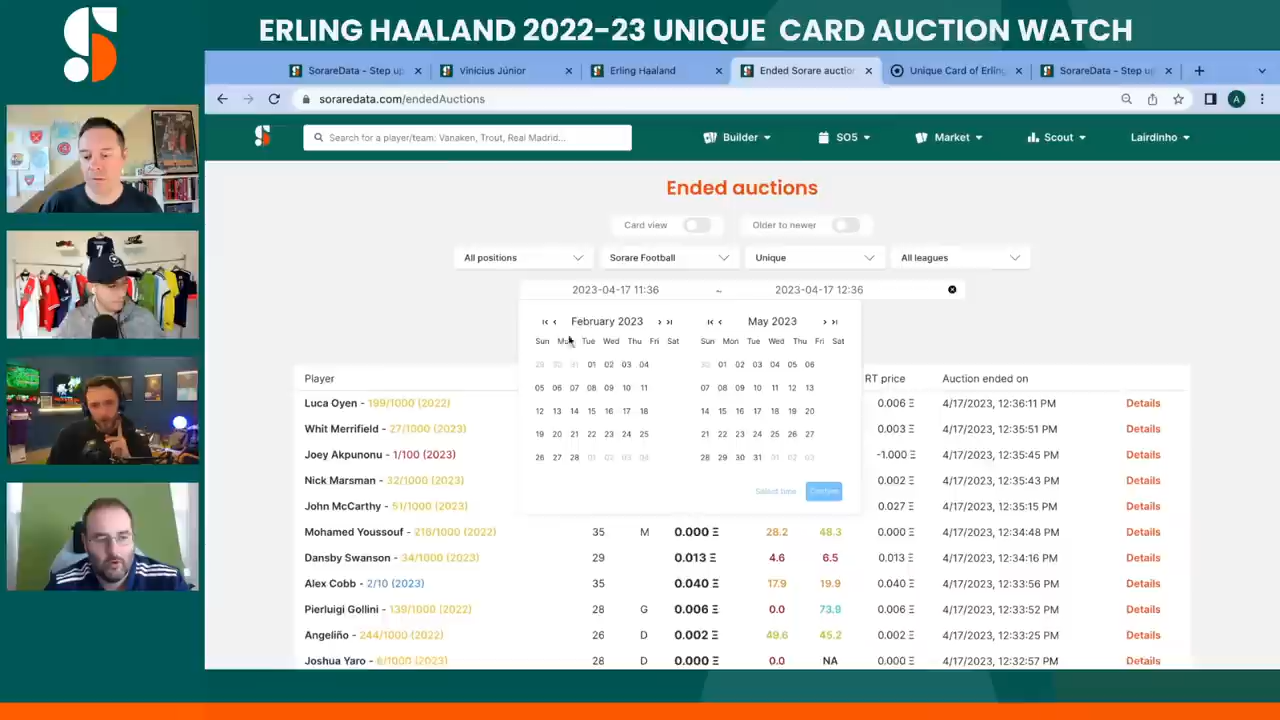 ERLING HAALAND 2022-23 UNIQUE CARD AUCTION WATCH
SorareData - Step up
Vinicius Júnior
Erling Haaland
Ended Sorare auctio
Unique Card of Erlin
SorareData - Step up
soraredata.com/endedAuctions
A
Search for a player/team: Vanaken, Trout, Real Madrid...
Builder
SO5
Market
Scout
Lairdinho
Ended auctions
Card view
Older to newer
All positions
Sorare Football
Unique
All leagues
2023-04-17 11:36
~
2023-04-17 12:36
February 2023
May 2023
Sun Mon Tue Wed Thu Fri Sat
Sun Mon Tue Wed Thu Fri Sat
29 30 31 01 02 03 04
30 01 02 03 04 05 06
05 06 07 08 09 10 11
07 08 09 10 11 12 13
12 13 14 15 16 17 18
14 15 16 17 18 19 20
19 20 21 22 23 24 25
21 22 23 24 25 26 27
26 27 28 01 02 03 04
28 29 30 31 01 02 03
Select time
Confirm
Player
RT price
Auction ended on
Luca Oyen - 199/1000 (2022) 0.006 Ξ 4/17/2023, 12:36:11 PM Details
Whit Merrifield - 27/1000 (2023) 0.003 Ξ 4/17/2023, 12:35:51 PM Details
Joey Akpunonu - 1/100 (2023) -1.000 Ξ 4/17/2023, 12:35:45 PM Details
Nick Marsman - 32/1000 (2023) 0.002 Ξ 4/17/2023, 12:35:43 PM Details
John McCarthy - 51/1000 (2023) 0.027 Ξ 4/17/2023, 12:35:15 PM Details
Mohamed Youssouf - 216/1000 (2022) 35 M 0.000 Ξ 28.2 48.3 0.002 Ξ 4/17/2023, 12:34:48 PM Details
Dansby Swanson - 34/1000 (2023) 29 0.013 Ξ 4.6 6.5 0.013 Ξ 4/17/2023, 12:34:16 PM Details
Alex Cobb - 2/10 (2023) 35 0.040 Ξ 17.9 19.9 0.040 Ξ 4/17/2023, 12:33:56 PM Details
Pierluigi Gollini - 139/1000 (2022) 28 G 0.006 Ξ 0.0 73.9 0.006 Ξ 4/17/2023, 12:33:52 PM Details
Angeliño - 244/1000 (2022) 26 D 0.002 Ξ 49.6 45.2 0.002 Ξ 4/17/2023, 12:33:25 PM Details
Joshua Yaro - 6/1000 (2023) 28 D 0.000 Ξ 0.0 NA 0.000 Ξ 4/17/2023, 12:32:57 PM Details